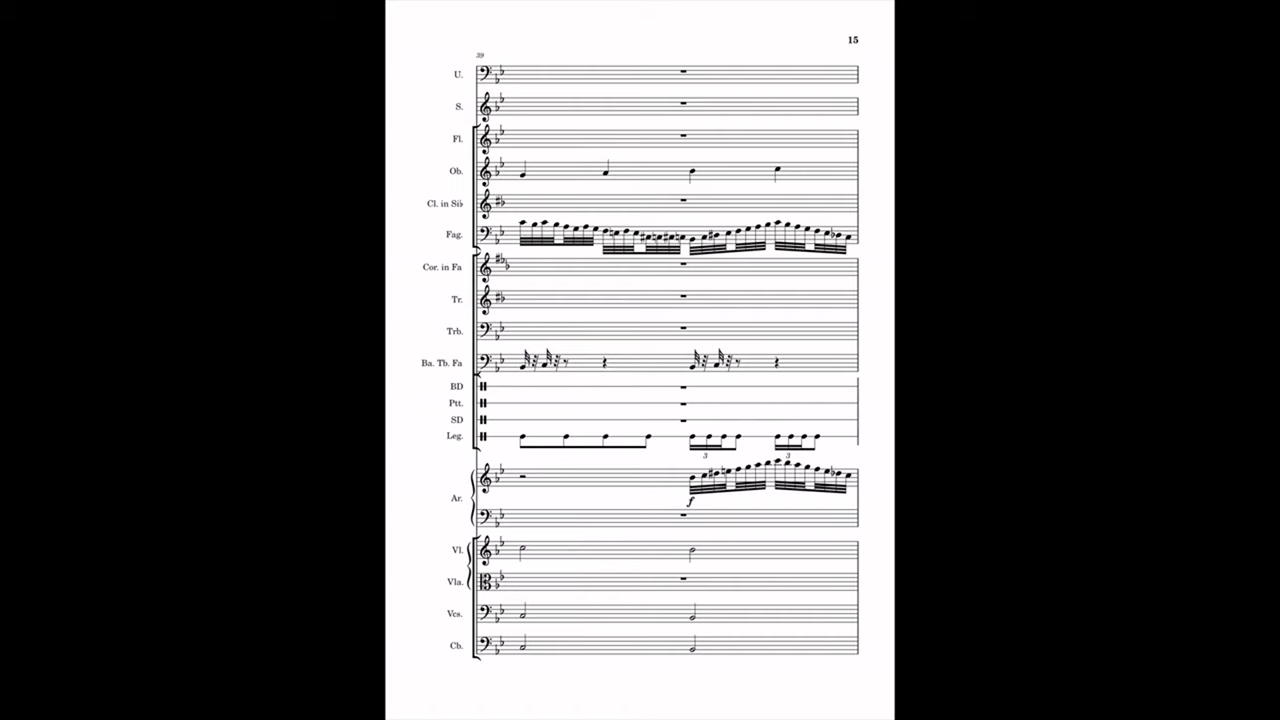 15
39
U.
S.
Fl.
Ob.
Cl. in Si♭
Fag.
Cor. in Fa
Tr.
Trb.
Ba. Tb. Fa
BD
Ptt.
SD
Leg.
3 3
Ar.
f
Vl.
Vla.
Vcs.
Cb.